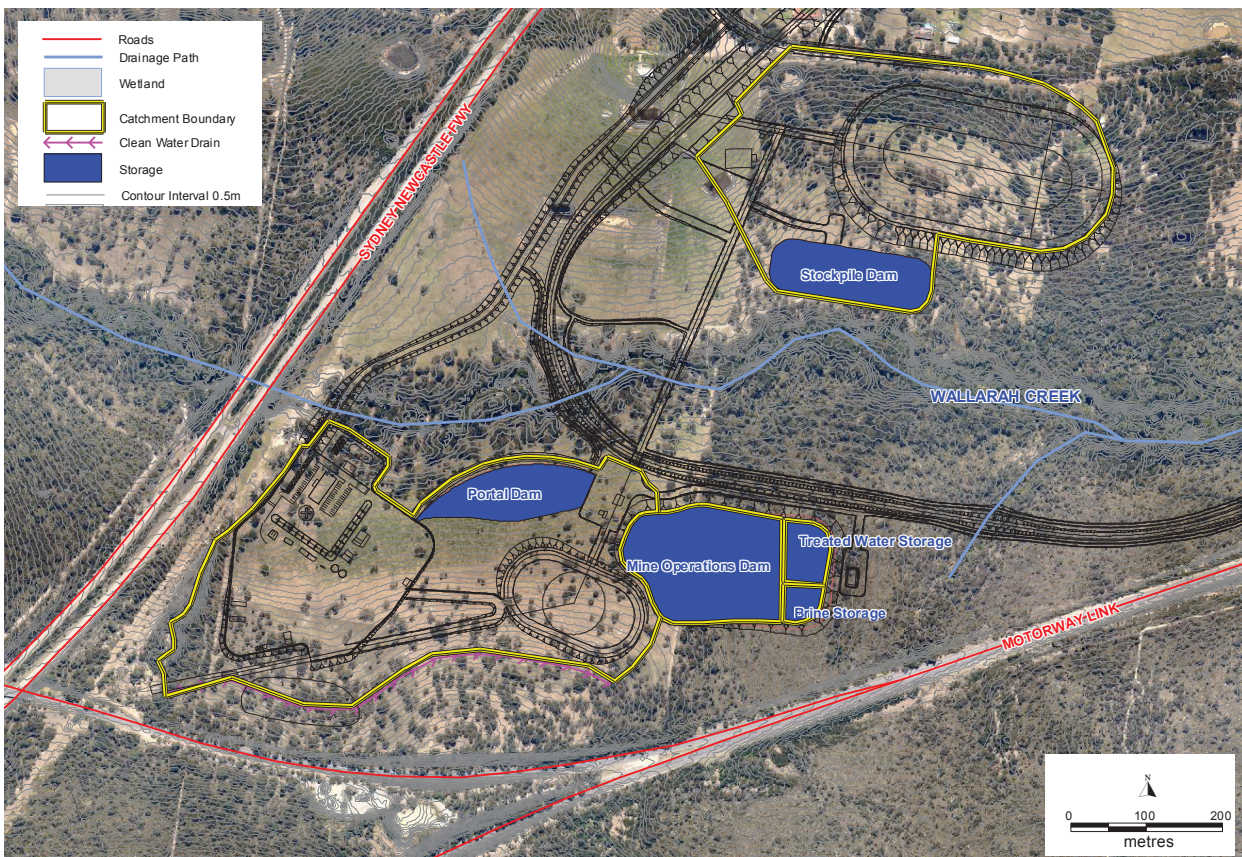 Roads
Drainage Path
Wetland
Catchment Boundary
Clean Water Drain
Storage
Contour Interval 0.5m
SYDNEY NEWCASTLE FWY
Stockpile Dam
WALLARAH CREEK
Portal Dam
Treated Water Storage
Mine Operations Dam
Brine Storage
MOTORWAY LINK
N
0 100 200
metres